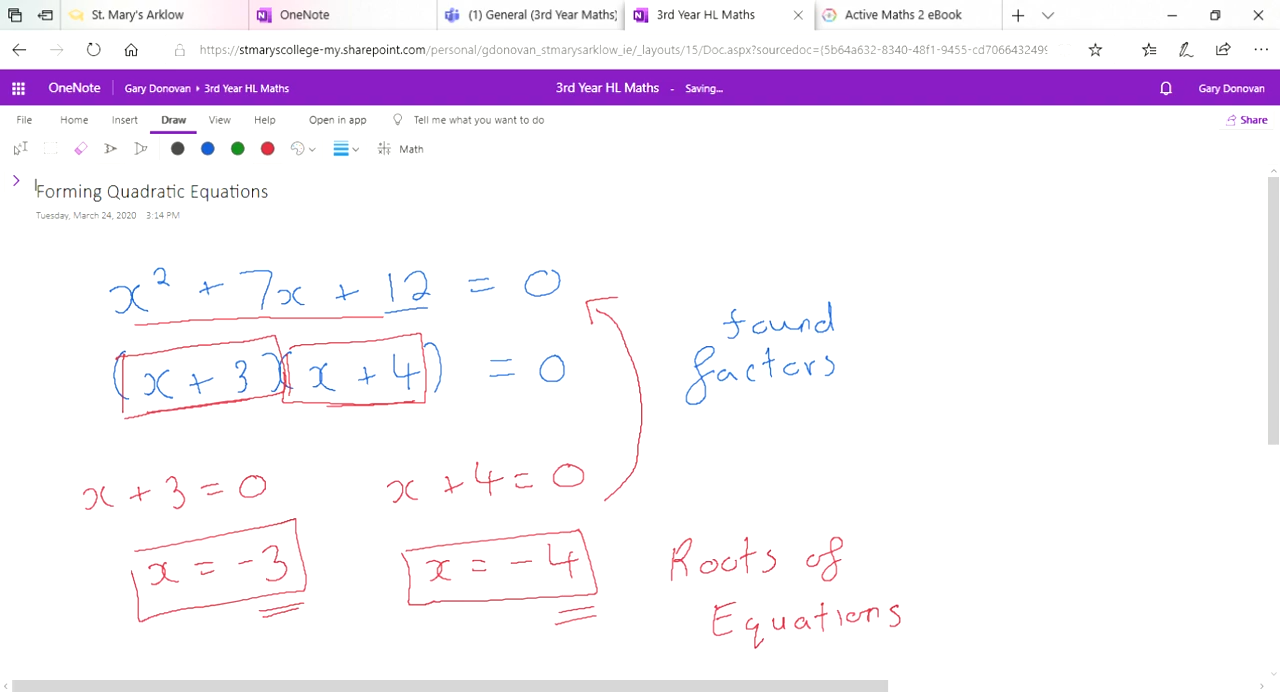 St. Mary's Arklow
OneNote
(1) General (3rd Year Maths)
3rd Year HL Maths
Active Maths 2 eBook
https://stmaryscollege-my.sharepoint.com/personal/gdonovan_stmarysarklow_ie/_layouts/15/Doc.aspx?sourcedoc={5b64a632-8340-48f1-9455-cd7066432499
OneNote
Gary Donovan › 3rd Year HL Maths
3rd Year HL Maths - Saving...
Gary Donovan
File Home Insert Draw View Help Open in app Tell me what you want to do
Share
Math
Forming Quadratic Equations
Tuesday, March 24, 2020 3:14 PM
x² + 7x + 12 = 0
(x + 3)(x + 4) = 0
found
factors
x + 3 = 0
x + 4 = 0
x = -3
x = -4
Roots of
Equations